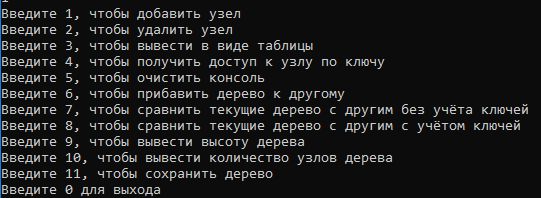 Введите 1, чтобы добавить узел
Введите 2, чтобы удалить узел
Введите 3, чтобы вывести в виде таблицы
Введите 4, чтобы получить доступ к узлу по ключу
Введите 5, чтобы очистить консоль
Введите 6, чтобы прибавить дерево к другому
Введите 7, чтобы сравнить текущие дерево с другим без учёта ключей
Введите 8, чтобы сравнить текущие дерево с другим с учётом ключей
Введите 9, чтобы вывести высоту дерева
Введите 10, чтобы вывести количество узлов дерева
Введите 11, чтобы сохранить дерево
Введите 0 для выхода